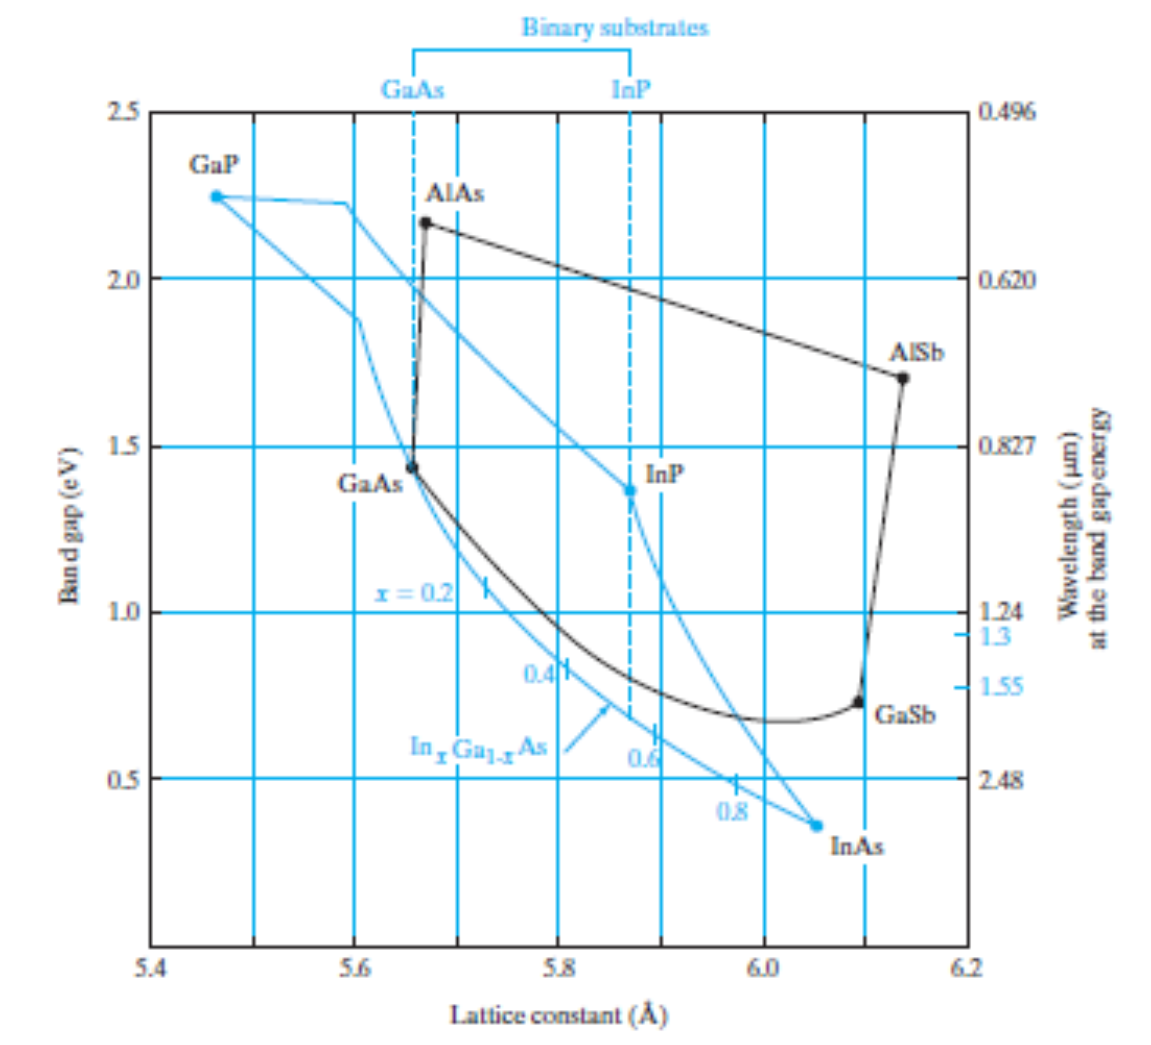 Binary substrates
GaAs InP
2.5 0.496
GaP
AlAs
2.0 0.620
AlSb
1.5 0.827
InP
GaAs
x = 0.2
1.0 1.24
1.3
0.4
1.55
GaSb
InxGa1-xAs
0.6
0.5 2.48
0.8
InAs
5.4 5.6 5.8 6.0 6.2
Lattice constant (Å)
Band gap (eV)
Wavelength (μm)
at the band gap energy